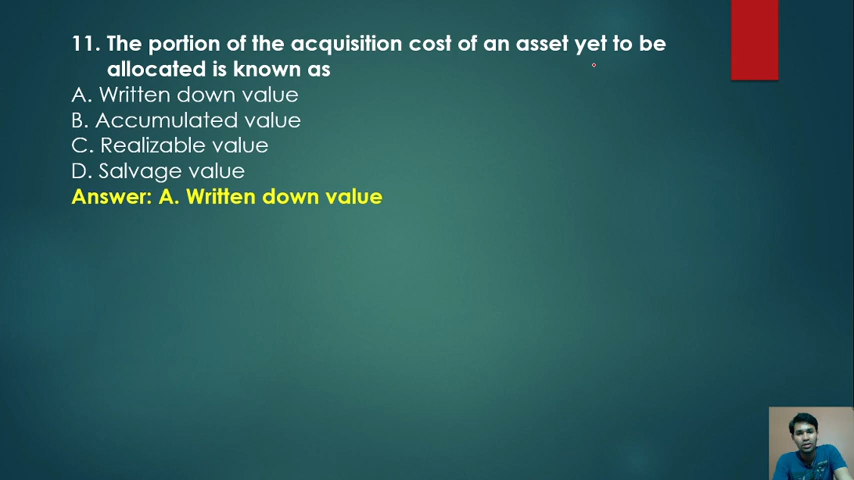 11. The portion of the acquisition cost of an asset yet to be
allocated is known as
A. Written down value
B. Accumulated value
C. Realizable value
D. Salvage value
Answer: A. Written down value